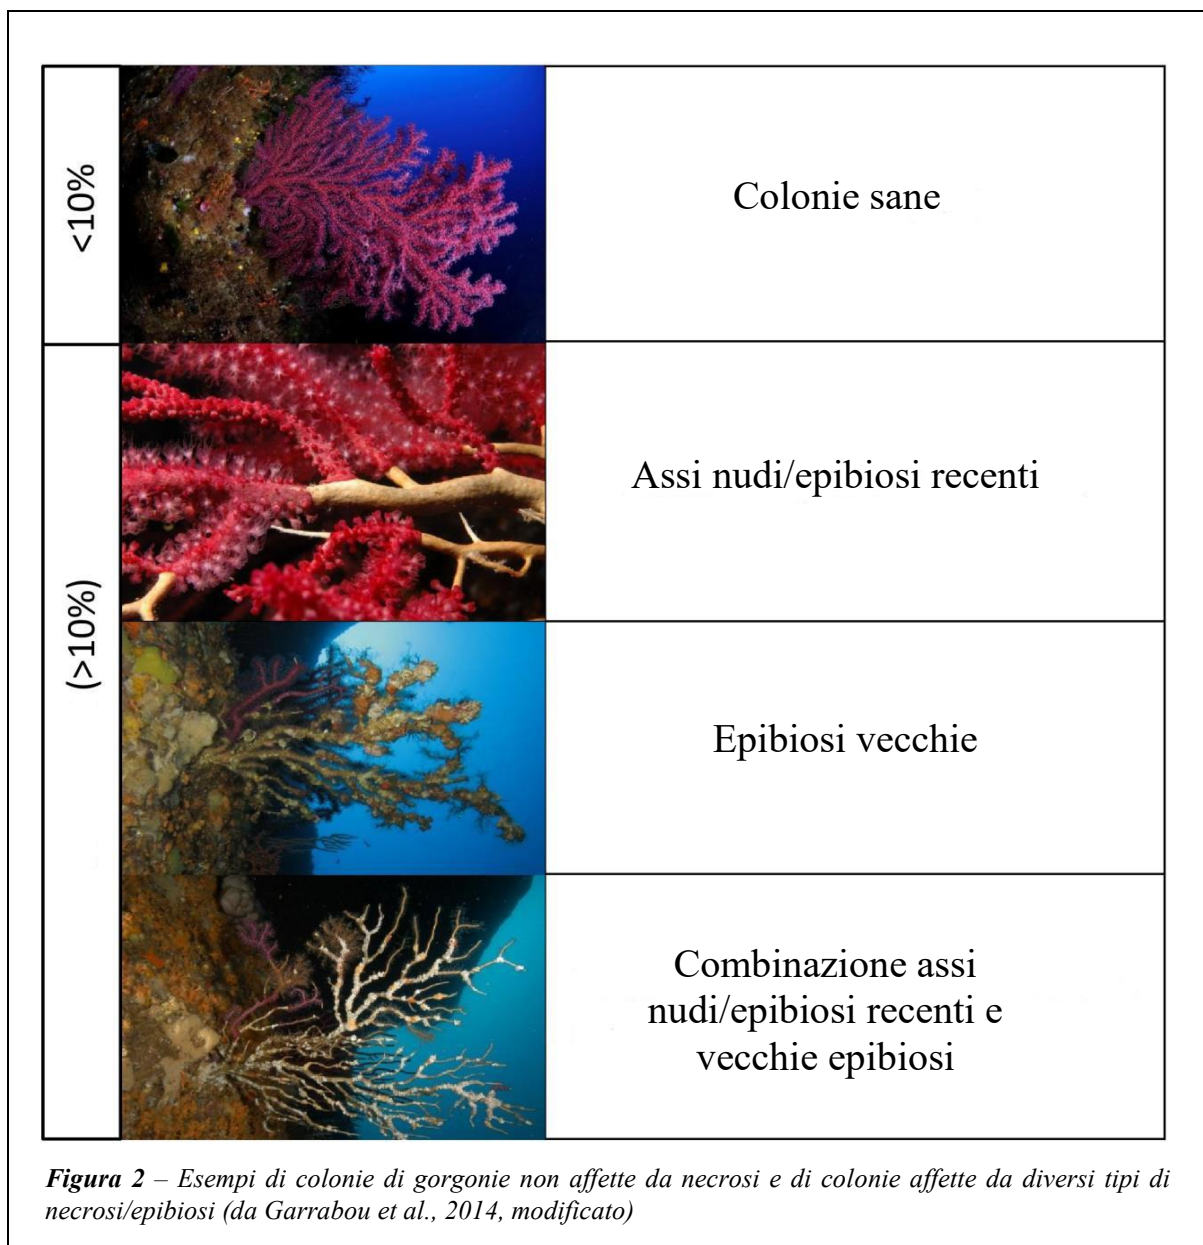 <10%
Colonie sane
(>10%)
Assi nudi/epibiosi recenti
Epibiosi vecchie
Combinazione assi
nudi/epibiosi recenti e
vecchie epibiosi
Figura 2 – Esempi di colonie di gorgonie non affette da necrosi e di colonie affette da diversi tipi di
necrosi/epibiosi (da Garrabou et al., 2014, modificato)